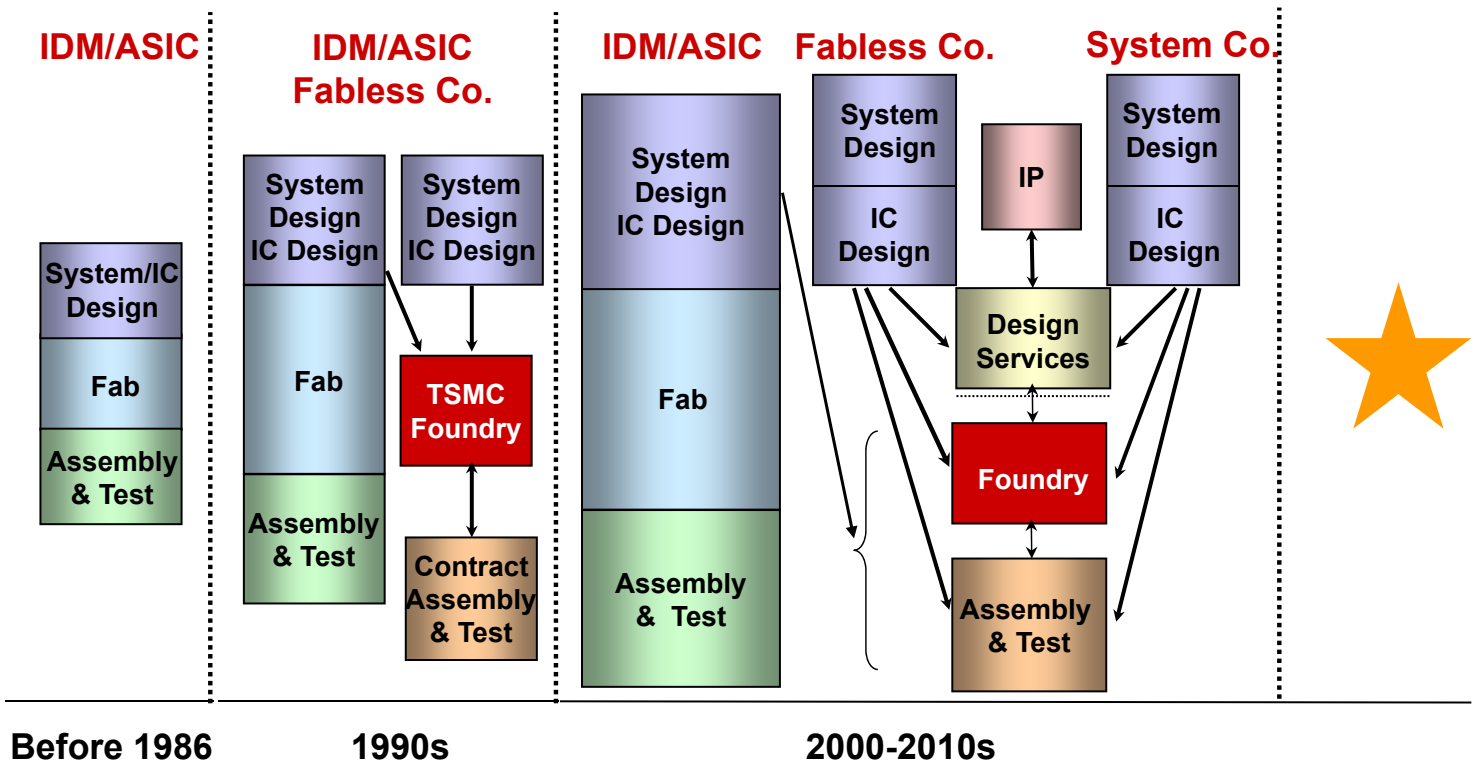 IDM/ASIC
System/IC
Design
Fab
Assembly
& Test
Before 1986
IDM/ASIC
Fabless Co.
System
Design
IC Design
Fab
Assembly
& Test
System
Design
IC Design
TSMC
Foundry
Contract
Assembly
& Test
1990s
IDM/ASIC
System
Design
IC Design
Fab
Assembly
& Test
Fabless Co.
System
Design
IC
Design
IP
Design
Services
Foundry
Assembly
& Test
System Co.
System
Design
IC
Design
2000-2010s